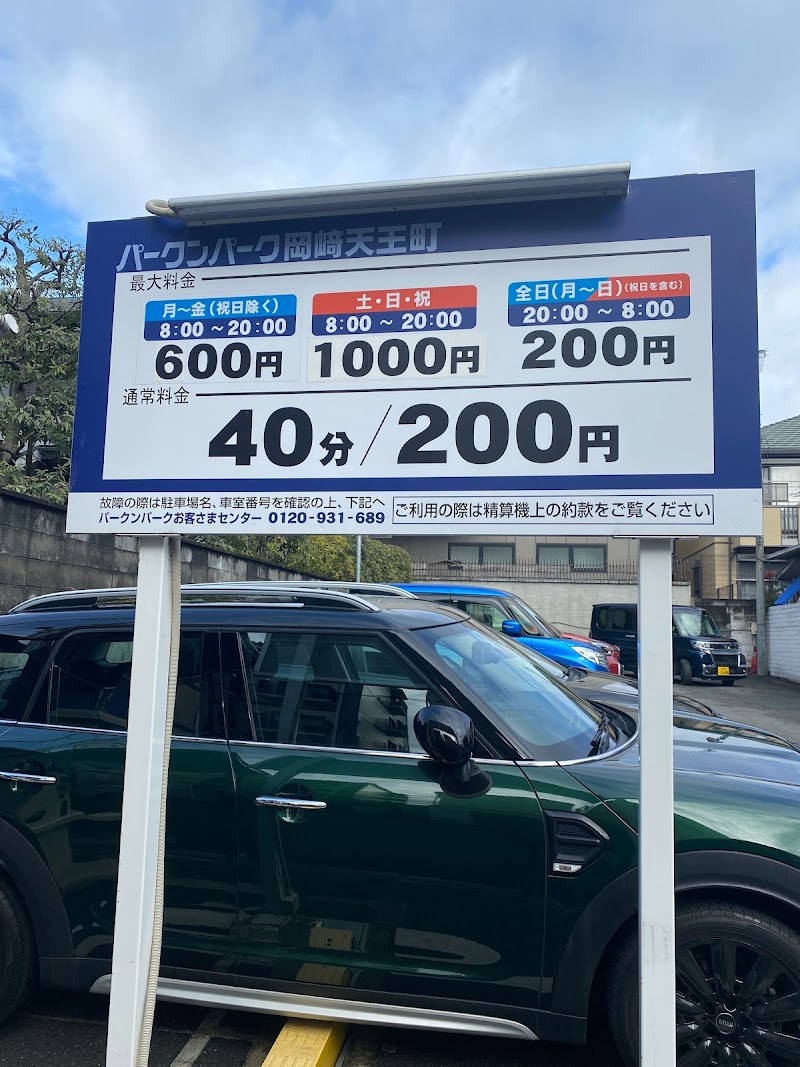 パークンパーク岡﨑天王町
最大料金
月～金(祝日除く)
8:00 ～ 20:00
600円
土・日・祝
8:00 ～ 20:00
1000円
全日(月～日)(祝日を含む)
20:00 ～ 8:00
200円
通常料金
40分/200円
故障の際は駐車場名、車室番号を確認の上、下記へ
パークンパークお客さまセンター 0120-931-689
ご利用の際は精算機上の約款をご覧ください